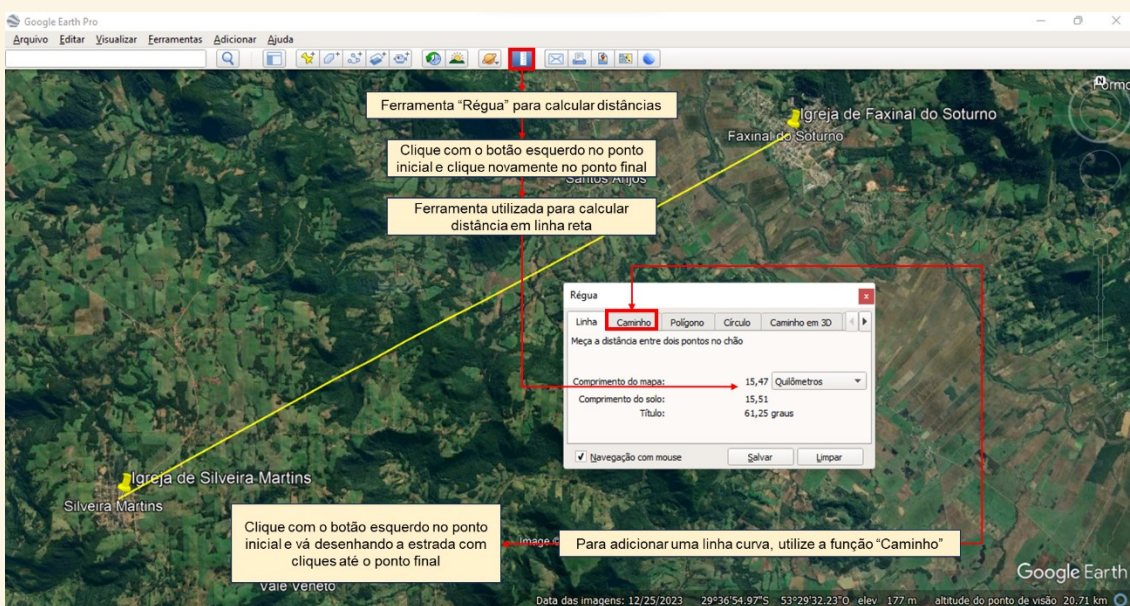 Google Earth Pro
Arquivo Editar Visualizar Ferramentas Adicionar Ajuda
N
Formo
Ferramenta “Régua” para calcular distâncias
Igreja de Faxinal do Soturno
Faxinal do Soturno
Clique com o botão esquerdo no ponto
inicial e clique novamente no ponto final
Santos Anjos
Ferramenta utilizada para calcular
distância em linha reta
Régua
x
Linha Caminho Polígono Círculo Caminho em 3D
Meça a distância entre dois pontos no chão
Comprimento do mapa: 15,47 Quilômetros
Comprimento do solo: 15,51
Título: 61,25 graus
Navegação com mouse Salvar Limpar
Igreja de Silveira Martins
Silveira Martins
Clique com o botão esquerdo no ponto
inicial e vá desenhando a estrada com
cliques até o ponto final
Image ©
Para adicionar uma linha curva, utilize a função “Caminho”
Google Earth
Vale Veneto
Data das imagens: 12/25/2023 29°36'54.97"S 53°29'32.23"O elev 177 m altitude do ponto de visão 20.71 km